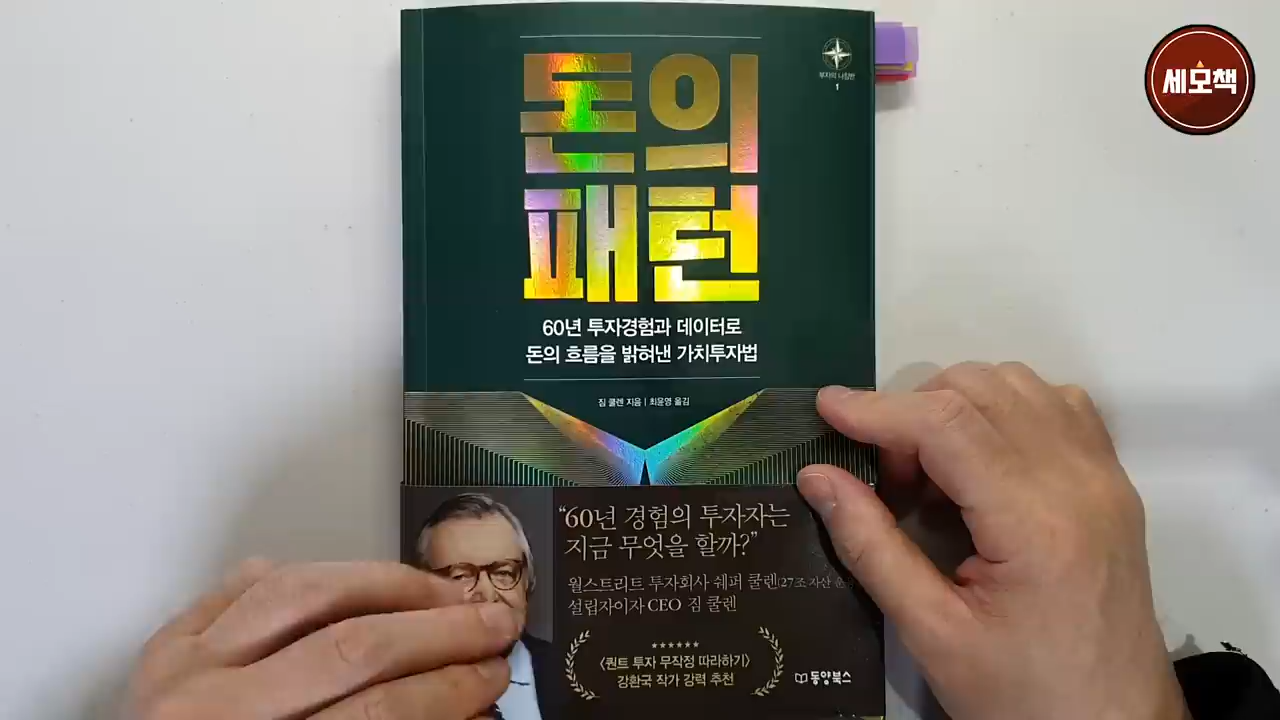 세모책
부자의 나침반
1
돈의
패턴
60년 투자경험과 데이터로
돈의 흐름을 밝혀낸 가치투자법
짐 쿨렌 지음 | 최윤영 옮김
“60년 경험의 투자자는
지금 무엇을 할까?”
월스트리트 투자회사 쉐퍼 쿨렌(27조 자산 운
설립자이자 CEO 짐 쿨렌
〈퀀트 투자 무작정 따라하기〉
강환국 작가 강력 추천
동양북스